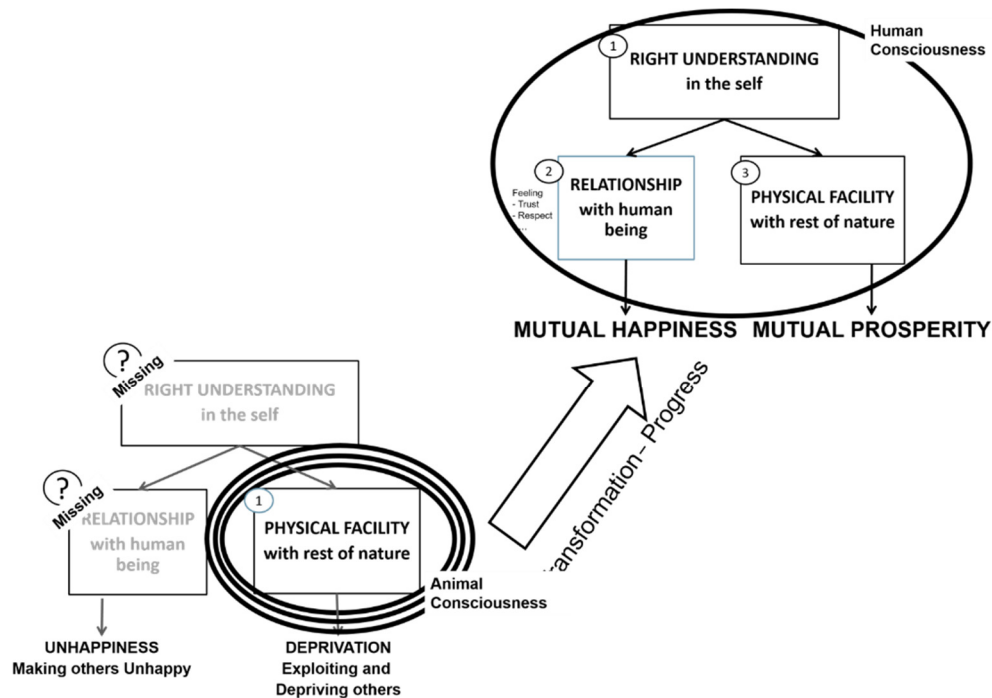 Human
Consciousness
1
RIGHT UNDERSTANDING
in the self
2
RELATIONSHIP
with human
being
Feeling
- Trust
- Respect
3
PHYSICAL FACILITY
with rest of nature
MUTUAL HAPPINESS
MUTUAL PROSPERITY
?
Missing
RIGHT UNDERSTANDING
in the self
?
Missing
RELATIONSHIP
with human
being
1
PHYSICAL FACILITY
with rest of nature
Animal
Consciousness
UNHAPPINESS
Making others Unhappy
DEPRIVATION
Exploiting and
Depriving others
ransformation– Progress